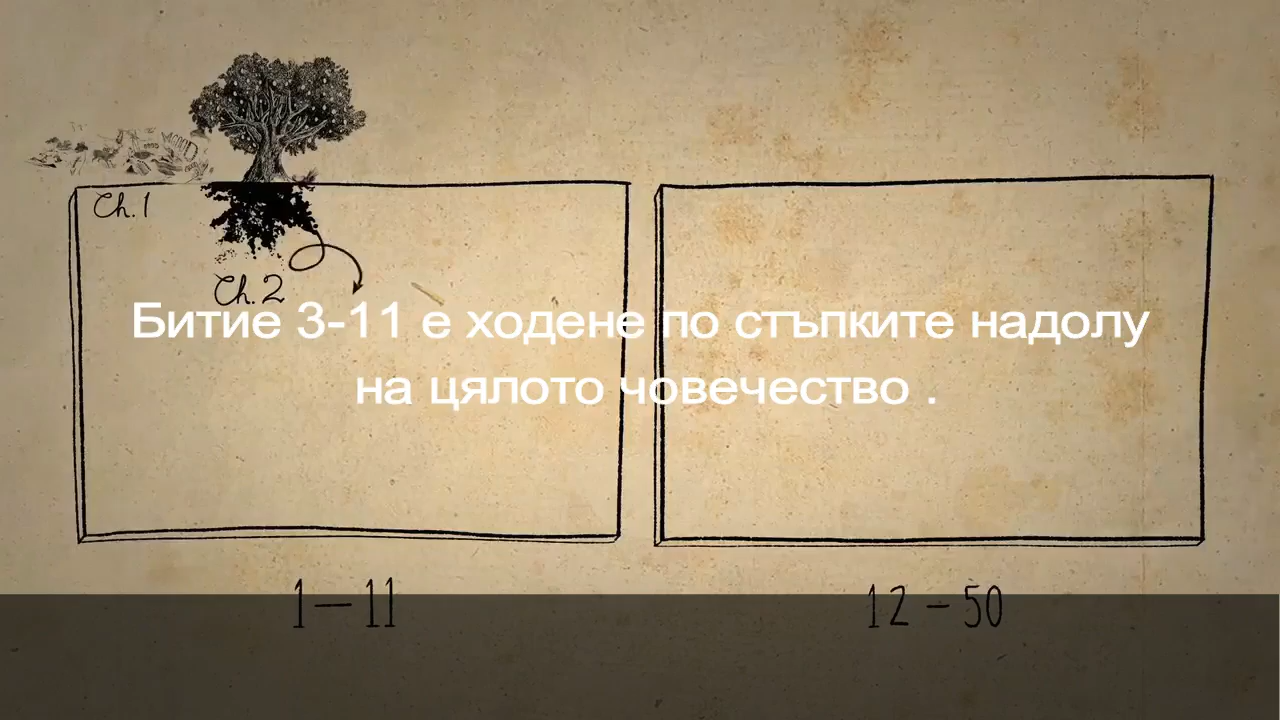 Ch. 1
Ch. 2
Битие 3-11 е ходене по стъпките надолу
на цялото човечество .
1 – 11
12 – 50